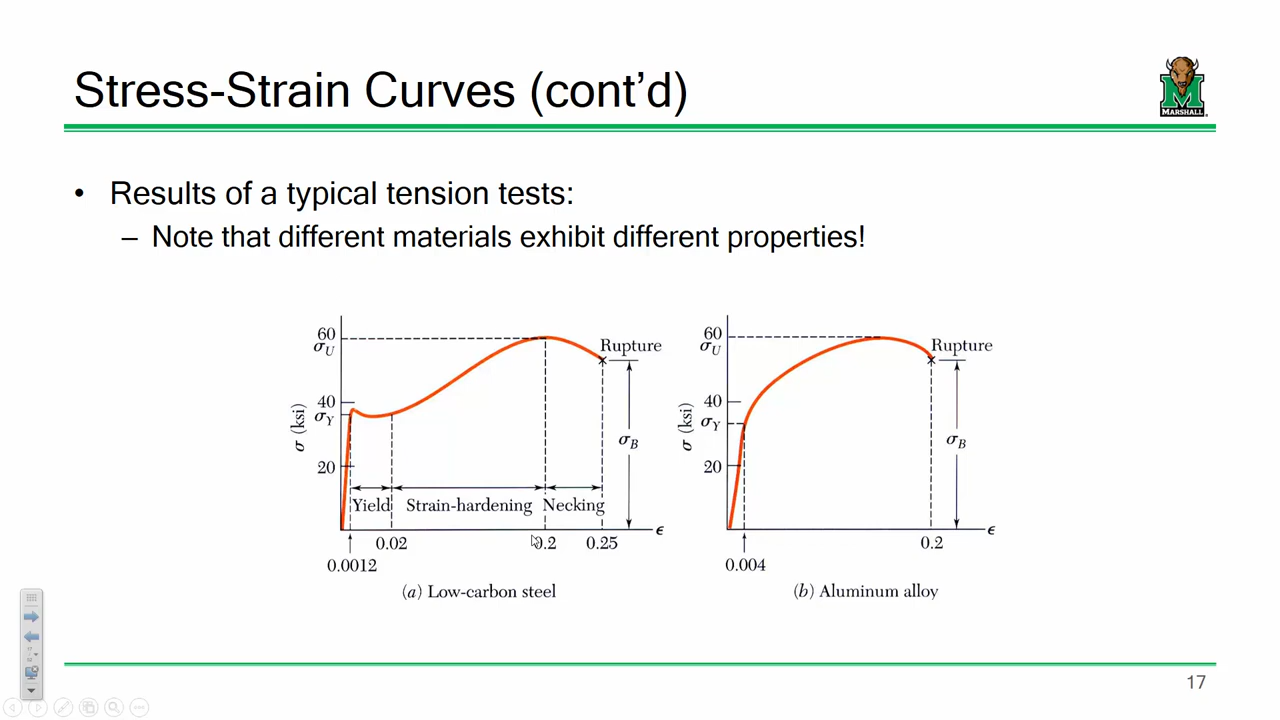 Stress-Strain Curves (cont’d)
MARSHALL
• Results of a typical tension tests:
– Note that different materials exhibit different properties!
60
σU
40
σY
20
σ (ksi)
Rupture
σB
Yield
Strain-hardening
Necking
ϵ
0.02
0.2
0.25
0.0012
(a) Low-carbon steel
60
σU
40
σY
20
σ (ksi)
Rupture
σB
ϵ
0.2
0.004
(b) Aluminum alloy
17